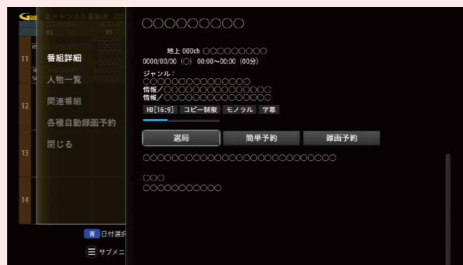 番組詳細
人物一覧
関連番組
各種自動録画予約
閉じる
11
12
13
14
青 日付選択
サブメニ
○○○○○○○○○
地上 000ch ○○○○○○○○○
0000/00/00 (○) 00:00〜00:00 (00分)
ジャンル：
○○○○○○○○○○○○○○
情報/○○○○○○○○○○○○○○
情報/○○○○○○○○○○○○○○
HD[16:9] コピー制限 モノラル 字幕
選局 簡単予約 録画予約
○○○○○○○○○○○○○○○○○○○○○○○○○○
○○○
○○○○○○○○○○○